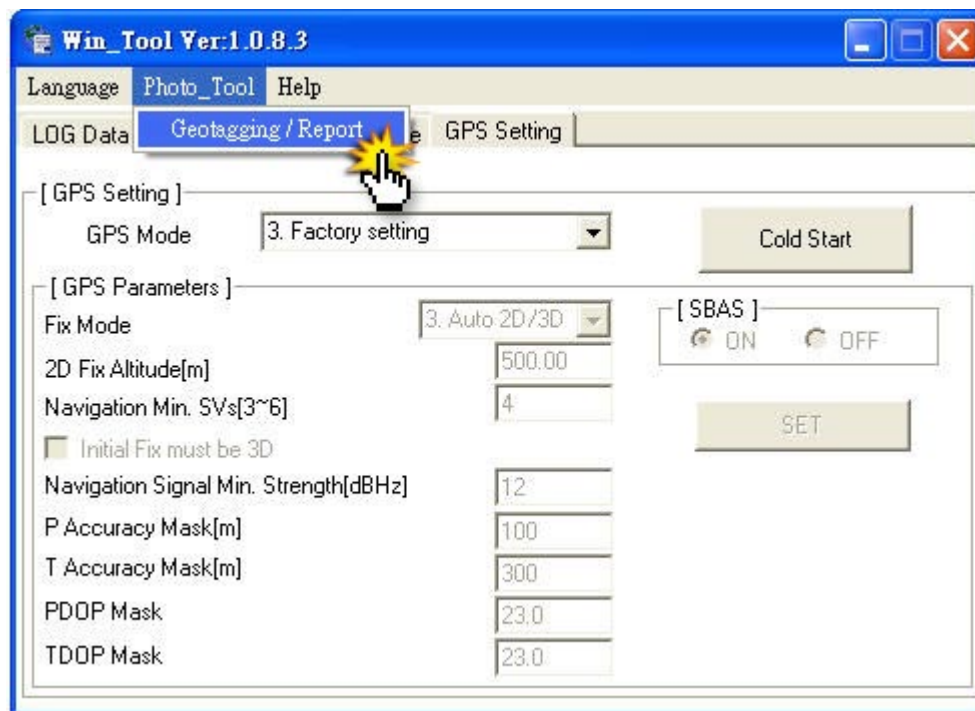 Win_Tool Ver:1.0.8.3
Language Photo_Tool Help
Geotagging / Report
LOG Data e GPS Setting
[ GPS Setting ]
GPS Mode 3. Factory setting Cold Start
[ GPS Parameters ]
Fix Mode 3. Auto 2D/3D
[ SBAS ]
ON OFF
2D Fix Altitude[m] 500.00
Navigation Min. SVs[3~6] 4
SET
Initial Fix must be 3D
Navigation Signal Min. Strength[dBHz] 12
P Accuracy Mask[m] 100
T Accuracy Mask[m] 300
PDOP Mask 23.0
TDOP Mask 23.0